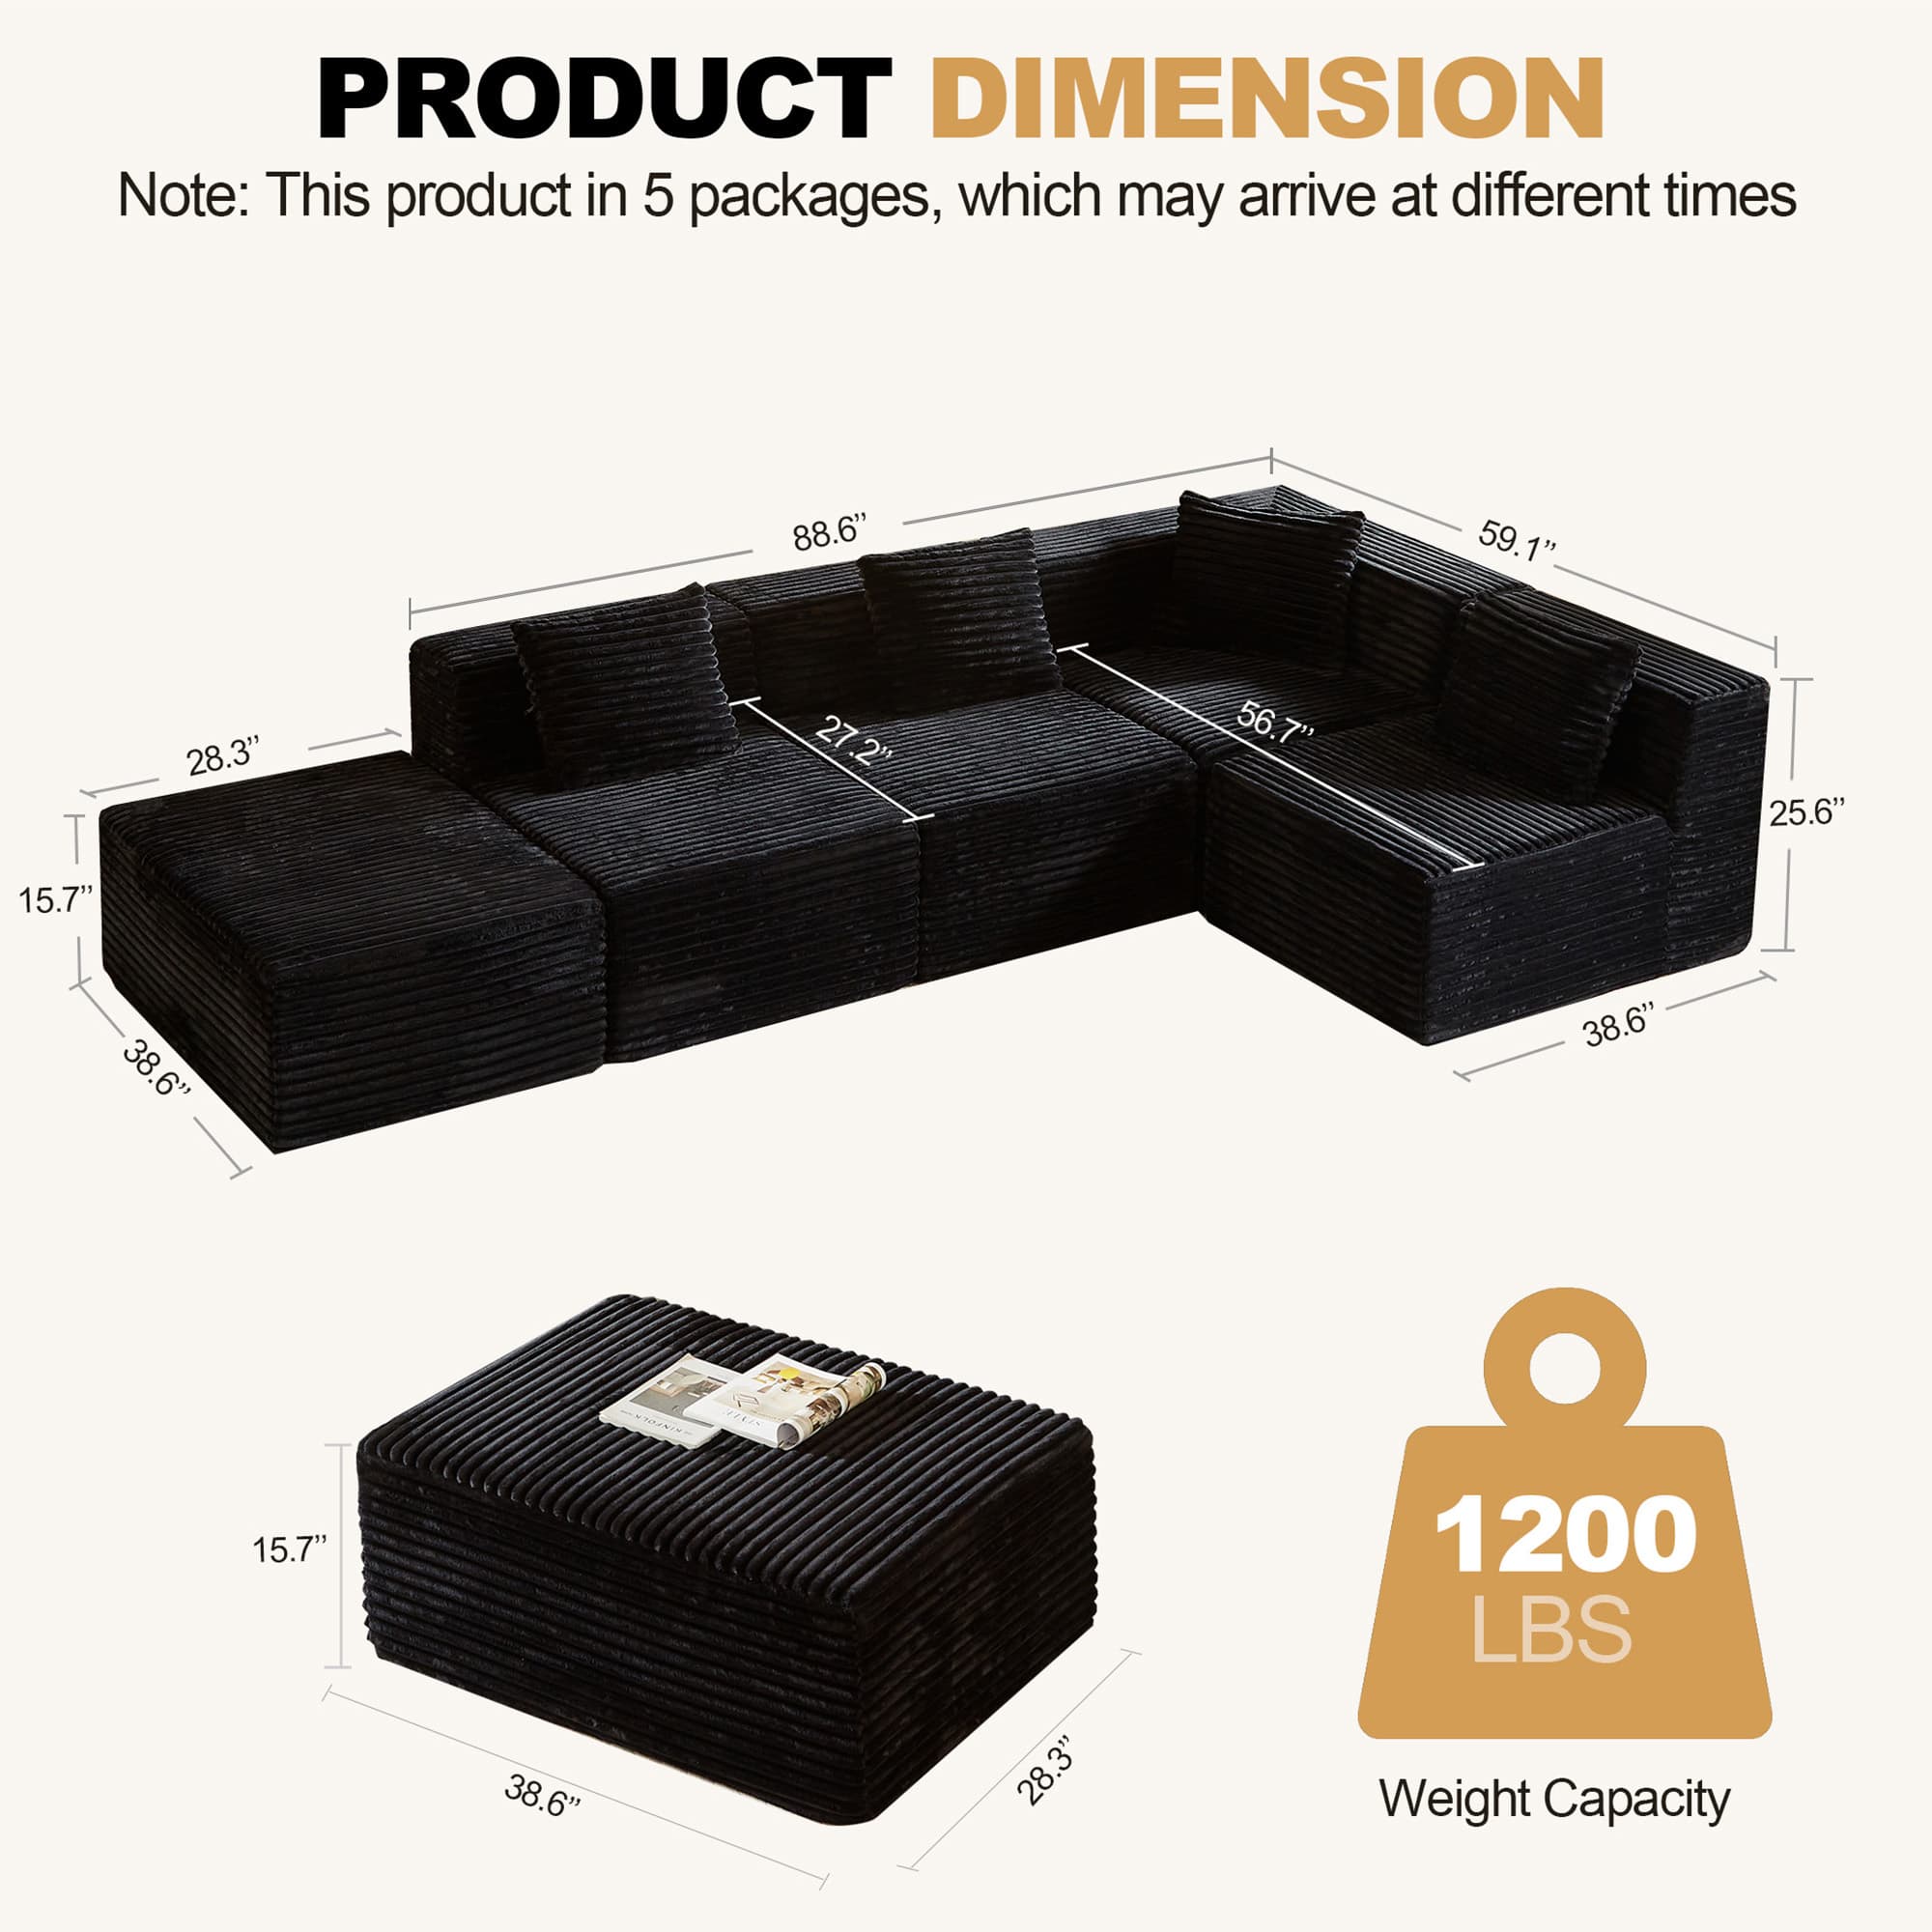 PRODUCT DIMENSION
Note: This product in 5 packages, which may arrive at different times
88.6”
59.1”
28.3”
27.2”
56.7”
15.7”
25.6”
38.6”
38.6”
KINFOLK
STYLE
15.7”
38.6”
28.3”
1200
LBS
Weight Capacity